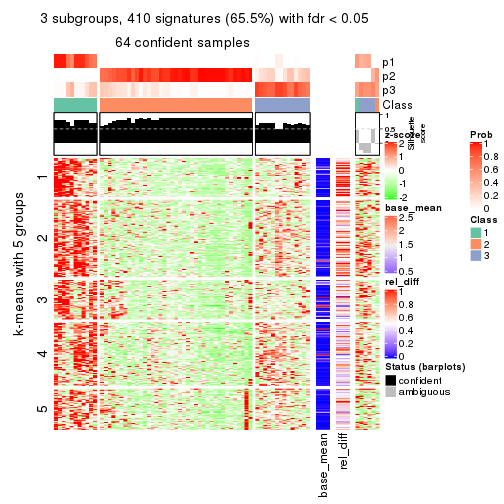 3 subgroups, 410 signatures (65.5%) with fdr < 0.05
64 confident samples
p1
p2
p3
Class
1
0.5
0
Silhouette
score
k-means with 5 groups
1
2
3
4
5
base_mean
rel_diff
z-score
2
1
0
-1
-2
base_mean
2.5
2
1.5
1
0.5
rel_diff
1
0.8
0.6
0.4
0.2
0
Status (barplots)
confident
ambiguous
Prob
1
0.8
0.6
0.4
0.2
0
Class
1
2
3